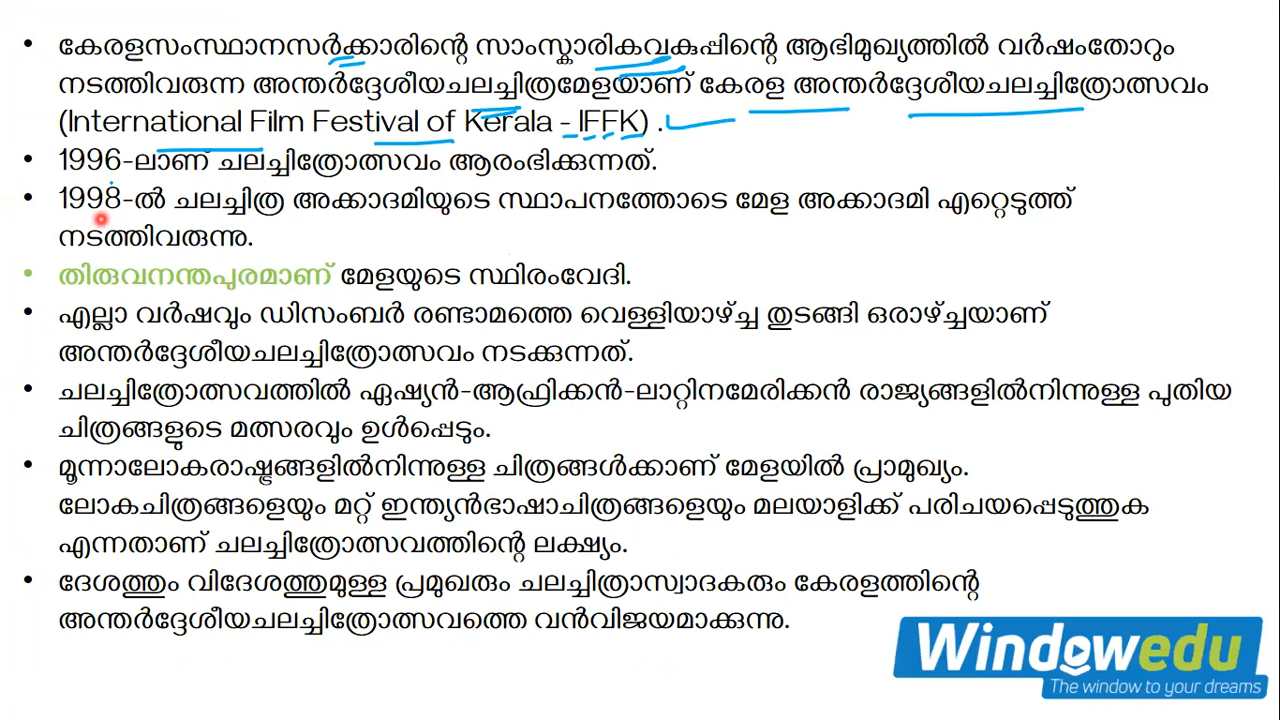 • കേരളസംസ്ഥാനസർക്കാരിന്റെ സാംസ്കാരികവകുപ്പിന്റെ ആഭിമുഖ്യത്തിൽ വർഷംതോറും
നടത്തിവരുന്ന അന്തർദ്ദേശീയചലച്ചിത്രമേളയാണ് കേരള അന്തർദ്ദേശീയചലച്ചിത്രോത്സവം
(International Film Festival of Kerala - IFFK) .
• 1996-ലാണ് ചലച്ചിത്രോത്സവം ആരംഭിക്കുന്നത്.
• 1998-ൽ ചലച്ചിത്ര അക്കാദമിയുടെ സ്ഥാപനത്തോടെ മേള അക്കാദമി എറ്റെടുത്ത്
നടത്തിവരുന്നു.
• തിരുവനന്തപുരമാണ് മേളയുടെ സ്ഥിരംവേദി.
• എല്ലാ വർഷവും ഡിസംബർ രണ്ടാമത്തെ വെള്ളിയാഴ്ച്ച തുടങ്ങി ഒരാഴ്ച്ചയാണ്
അന്തർദ്ദേശീയചലച്ചിത്രോത്സവം നടക്കുന്നത്.
• ചലച്ചിത്രോത്സവത്തിൽ ഏഷ്യൻ-ആഫ്രിക്കൻ-ലാറ്റിനമേരിക്കൻ രാജ്യങ്ങളിൽനിന്നുള്ള പുതിയ
ചിത്രങ്ങളുടെ മത്സരവും ഉൾപ്പെടും.
• മൂന്നാലോകരാഷ്ട്രങ്ങളിൽനിന്നുള്ള ചിത്രങ്ങൾക്കാണ് മേളയിൽ പ്രാമുഖ്യം.
ലോകചിത്രങ്ങളെയും മറ്റ് ഇന്ത്യൻഭാഷാചിത്രങ്ങളെയും മലയാളിക്ക് പരിചയപ്പെടുത്തുക
എന്നതാണ് ചലച്ചിത്രോത്സവത്തിന്റെ ലക്ഷ്യം.
• ദേശത്തും വിദേശത്തുമുള്ള പ്രമുഖരും ചലച്ചിത്രാസ്വാദകരും കേരളത്തിന്റെ
അന്തർദ്ദേശീയചലച്ചിത്രോത്സവത്തെ വൻവിജയമാക്കുന്നു.
Windowedu
The window to your dreams